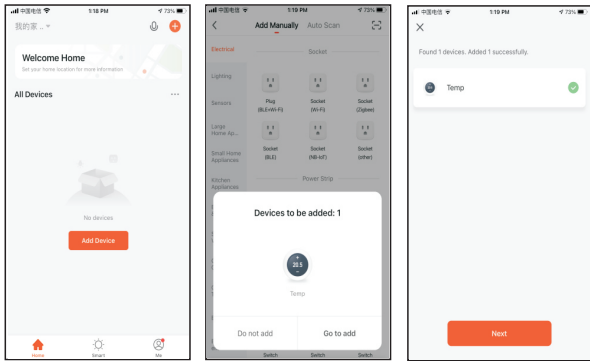 中国电信 1:18 PM 73%
我的家 ..
Welcome Home
Set your home location for more information
All Devices
...
No devices
Add Device
Home Smart Me
中国电信 1:19 PM 73%
Add Manually Auto Scan
Electrical
Socket
Lighting
Sensors
Plug
(BLE+Wi-Fi)
Socket
(Wi-Fi)
Socket
(Zigbee)
Large
Home Ap...
Small Home
Appliances
Socket
(BLE)
Socket
(NB-IoT)
Socket
(other)
Kitchen
Appliances
Power Strip
Devices to be added: 1
20.5
Temp
Do not add Go to add
Switch Switch Switch
中国电信 1:19 PM 73%
Found 1 devices. Added 1 successfully.
Temp
Next